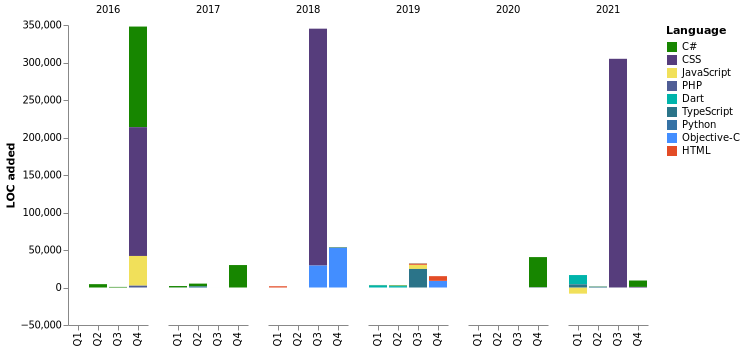 2016 2017 2018 2019 2020 2021
350,000
300,000
250,000
200,000
150,000
100,000
50,000
0
−50,000
LOC added
Q1 Q2 Q3 Q4 Q1 Q2 Q3 Q4 Q1 Q2 Q3 Q4 Q1 Q2 Q3 Q4 Q1 Q2 Q3 Q4 Q1 Q2 Q3 Q4
Language
C#
CSS
JavaScript
PHP
Dart
TypeScript
Python
Objective-C
HTML